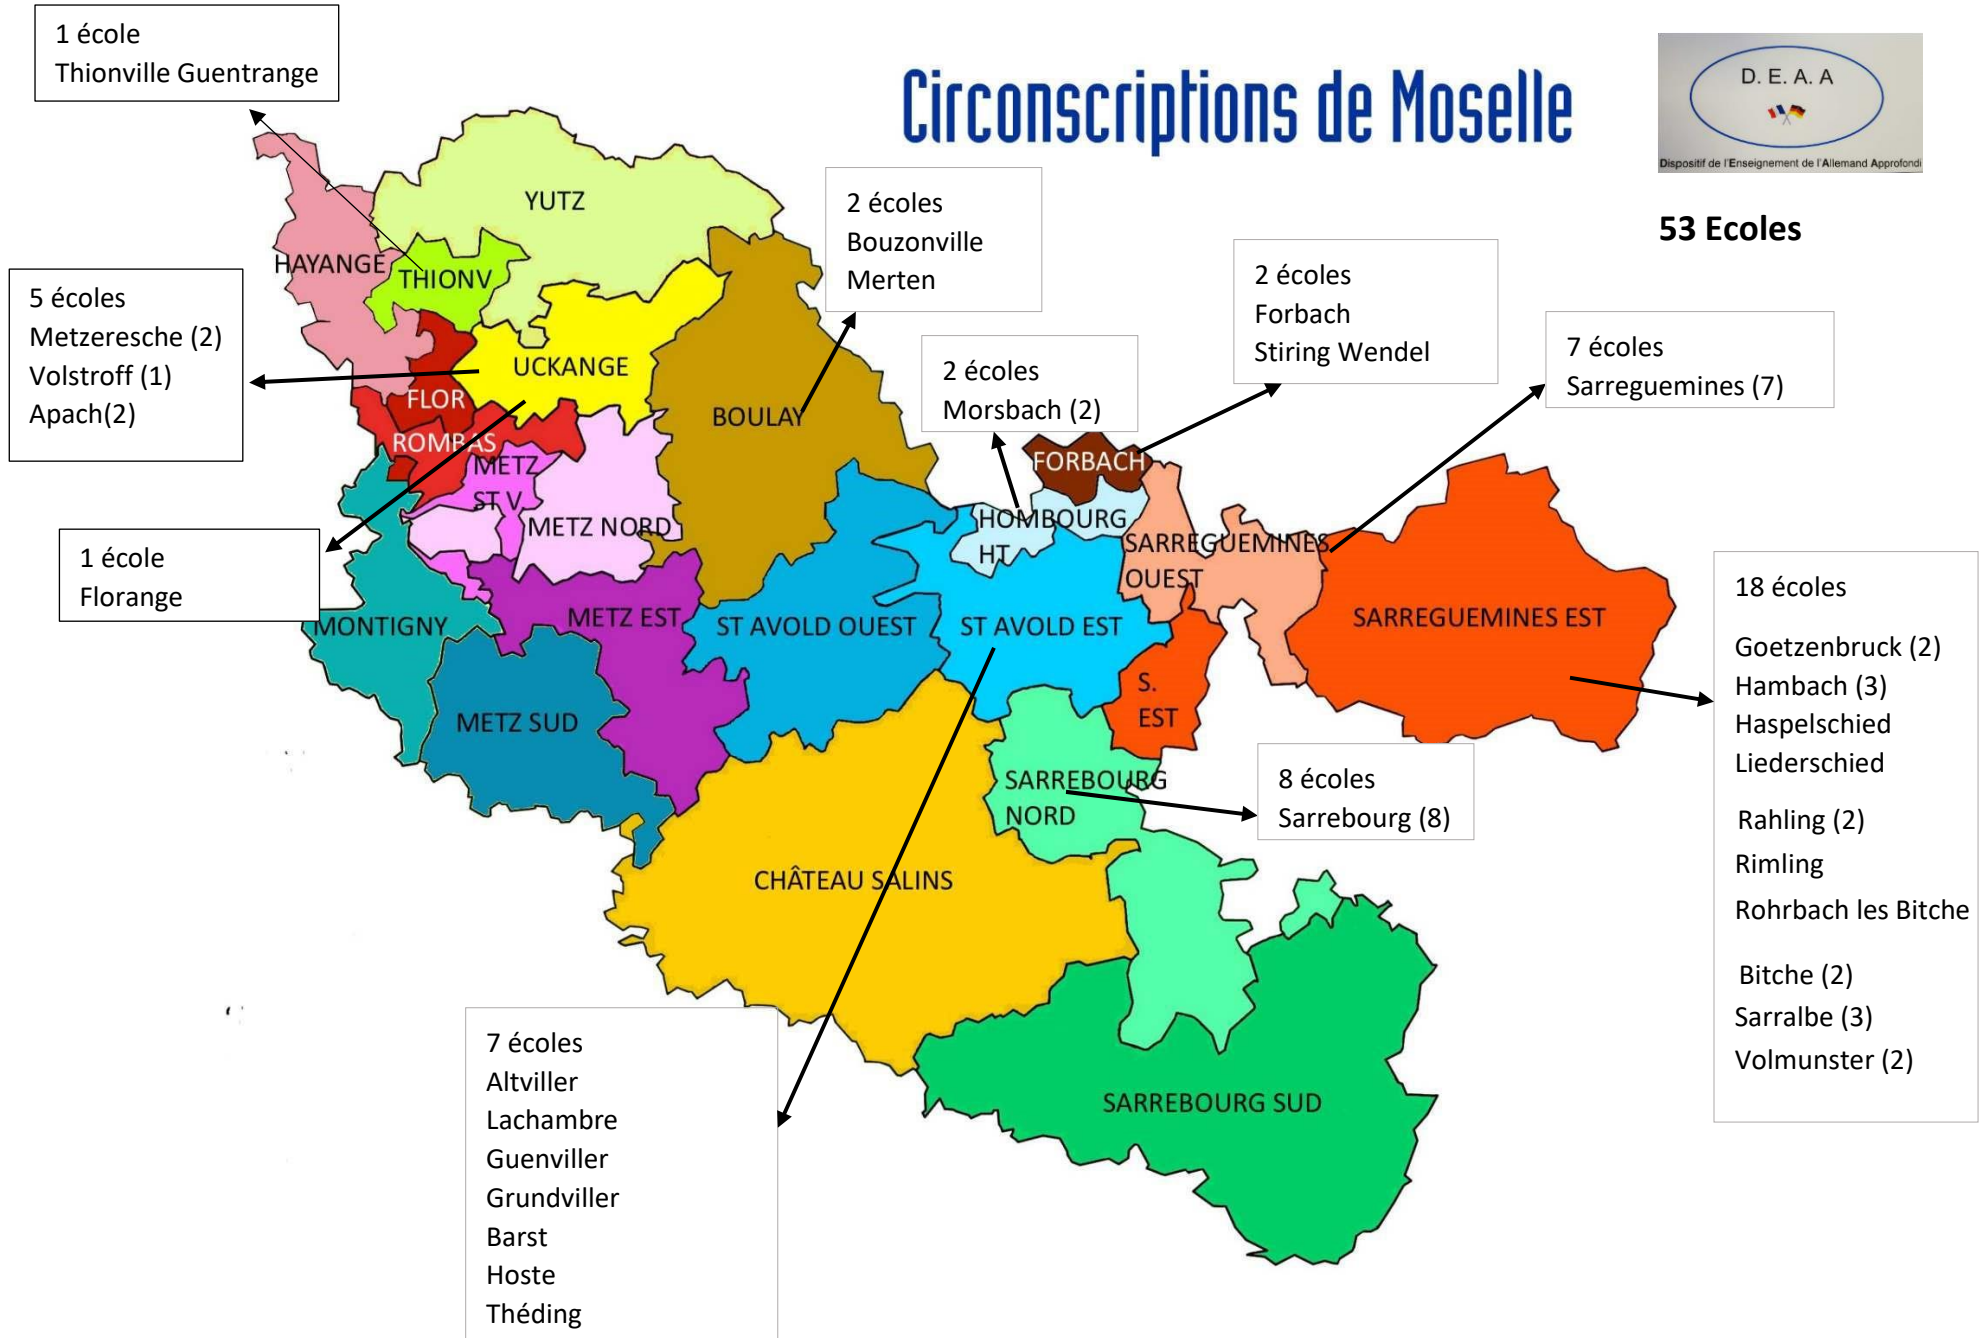 1 école
Thionville Guentrange
Circonscriptions de Moselle
D. E. A. A
Dispositif de l'Enseignement de l'Allemand Approfondi
53 Ecoles
2 écoles
Bouzonville
Merten
2 écoles
Forbach
Stiring Wendel
5 écoles
Metzeresche (2)
Volstroff (1)
Apach(2)
2 écoles
Morsbach (2)
7 écoles
Sarreguemines (7)
1 école
Florange
18 écoles
Goetzenbruck (2)
Hambach (3)
Haspelschied
Liederschied
Rahling (2)
Rimling
Rohrbach les Bitche
Bitche (2)
Sarralbe (3)
Volmunster (2)
8 écoles
Sarrebourg (8)
7 écoles
Altviller
Lachambre
Guenviller
Grundviller
Barst
Hoste
Théding
YUTZ
HAYANGE
THIONV
UCKANGE
FLOR
ROMBAS
BOULAY
METZ
ST V
METZ NORD
FORBACH
HOMBOURG
HT
SARREGUEMINES
OUEST
SARREGUEMINES EST
MONTIGNY
METZ EST
ST AVOLD OUEST
ST AVOLD EST
S.
EST
METZ SUD
SARREBOURG
NORD
CHÂTEAU SALINS
SARREBOURG SUD